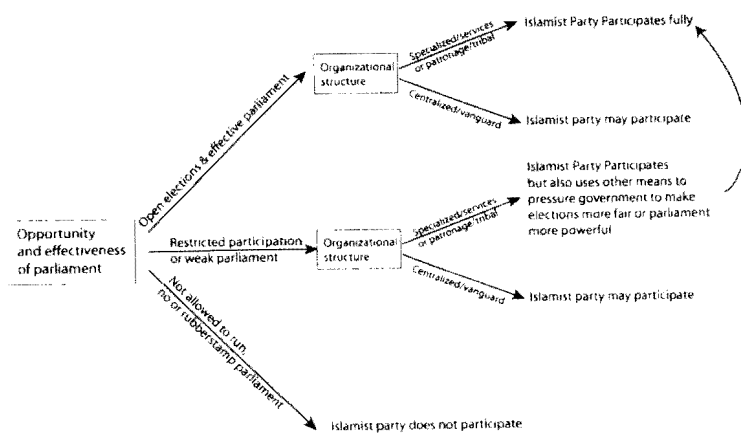 Specialized/services
or patronage/tribal
Islamist Party Participates fully
Organizational
structure
Centralized/vanguard
Islamist party may participate
Open elections & effective parliament
Islamist Party Participates
but also uses other means to
pressure government to make
elections more fair or parliament
more powerful
Specialized/services
or patronage/tribal
Opportunity
and effectiveness
of parliament
Restricted participation
or weak parliament
Organizational
structure
Centralized/vanguard
Islamist party may participate
Not allowed to run,
no or rubberstamp parliament
Islamist party does not participate